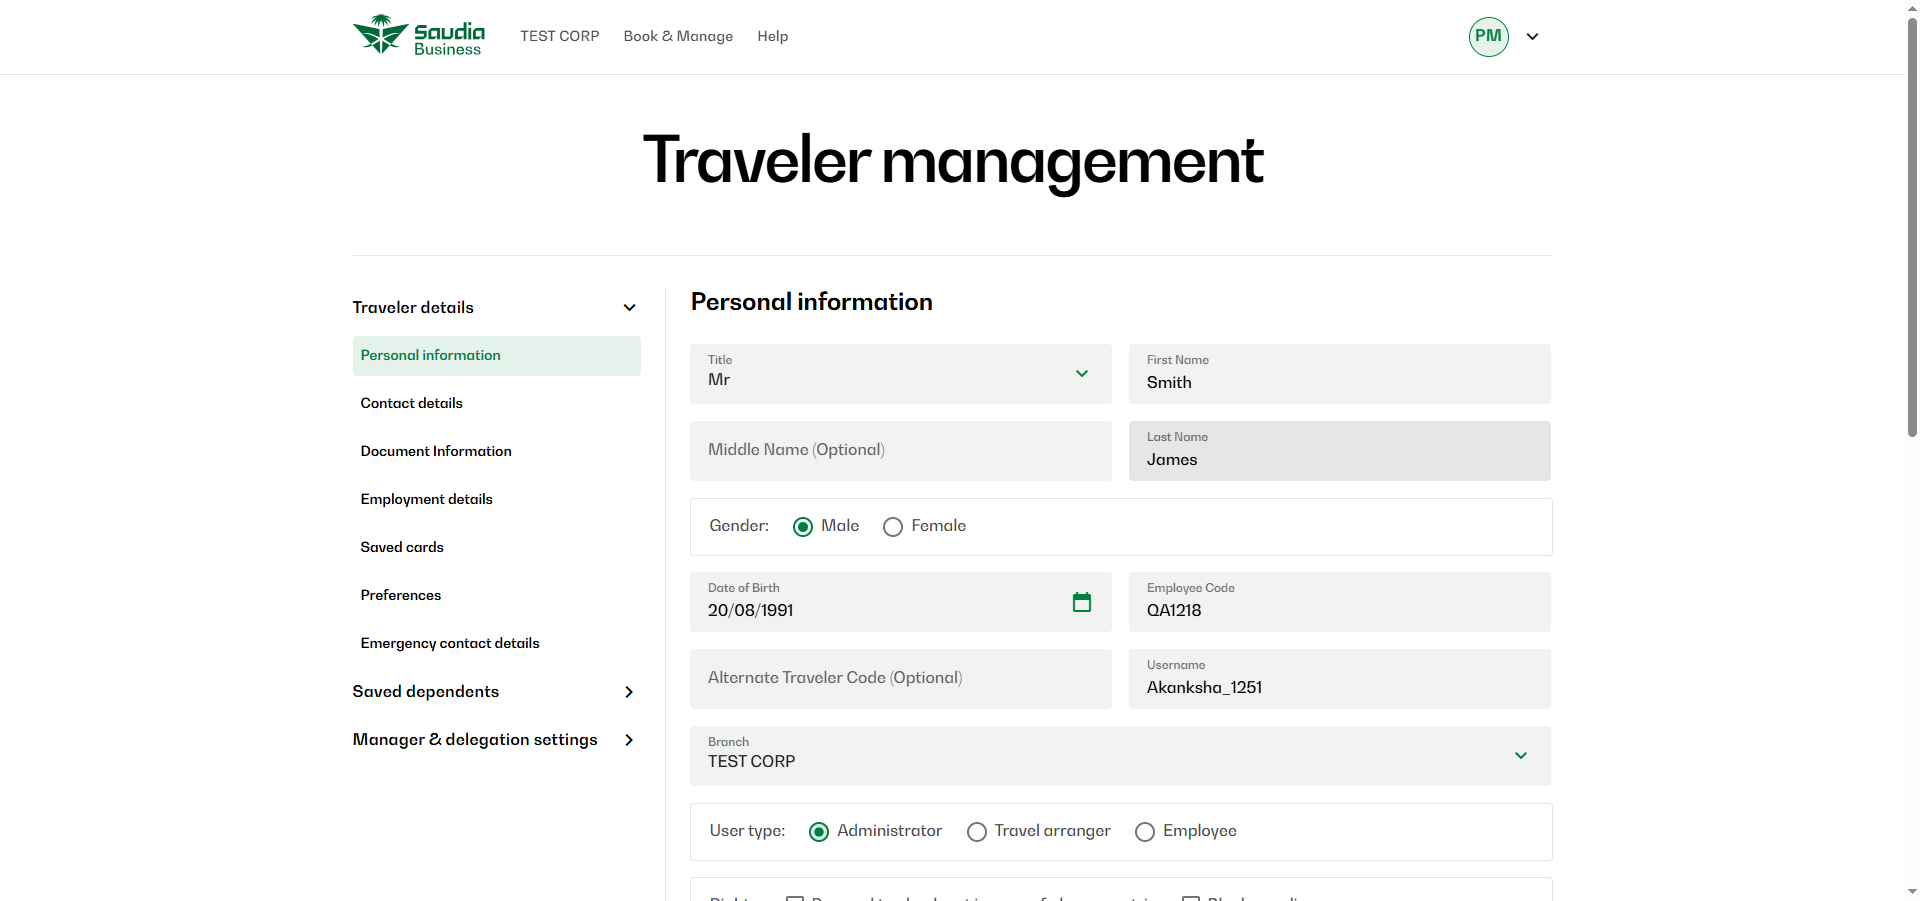 Saudia
Business
TEST CORP
Book & Manage
Help
PM
Traveler management
Traveler details
Personal information
Contact details
Document Information
Employment details
Saved cards
Preferences
Emergency contact details
Saved dependents
Manager & delegation settings
Personal information
Title
Mr
First Name
Smith
Middle Name (Optional)
Last Name
James
Gender: Male Female
Date of Birth
20/08/1991
Employee Code
QA1218
Alternate Traveler Code (Optional)
Username
Akanksha_1251
Branch
TEST CORP
User type: Administrator Travel arranger Employee